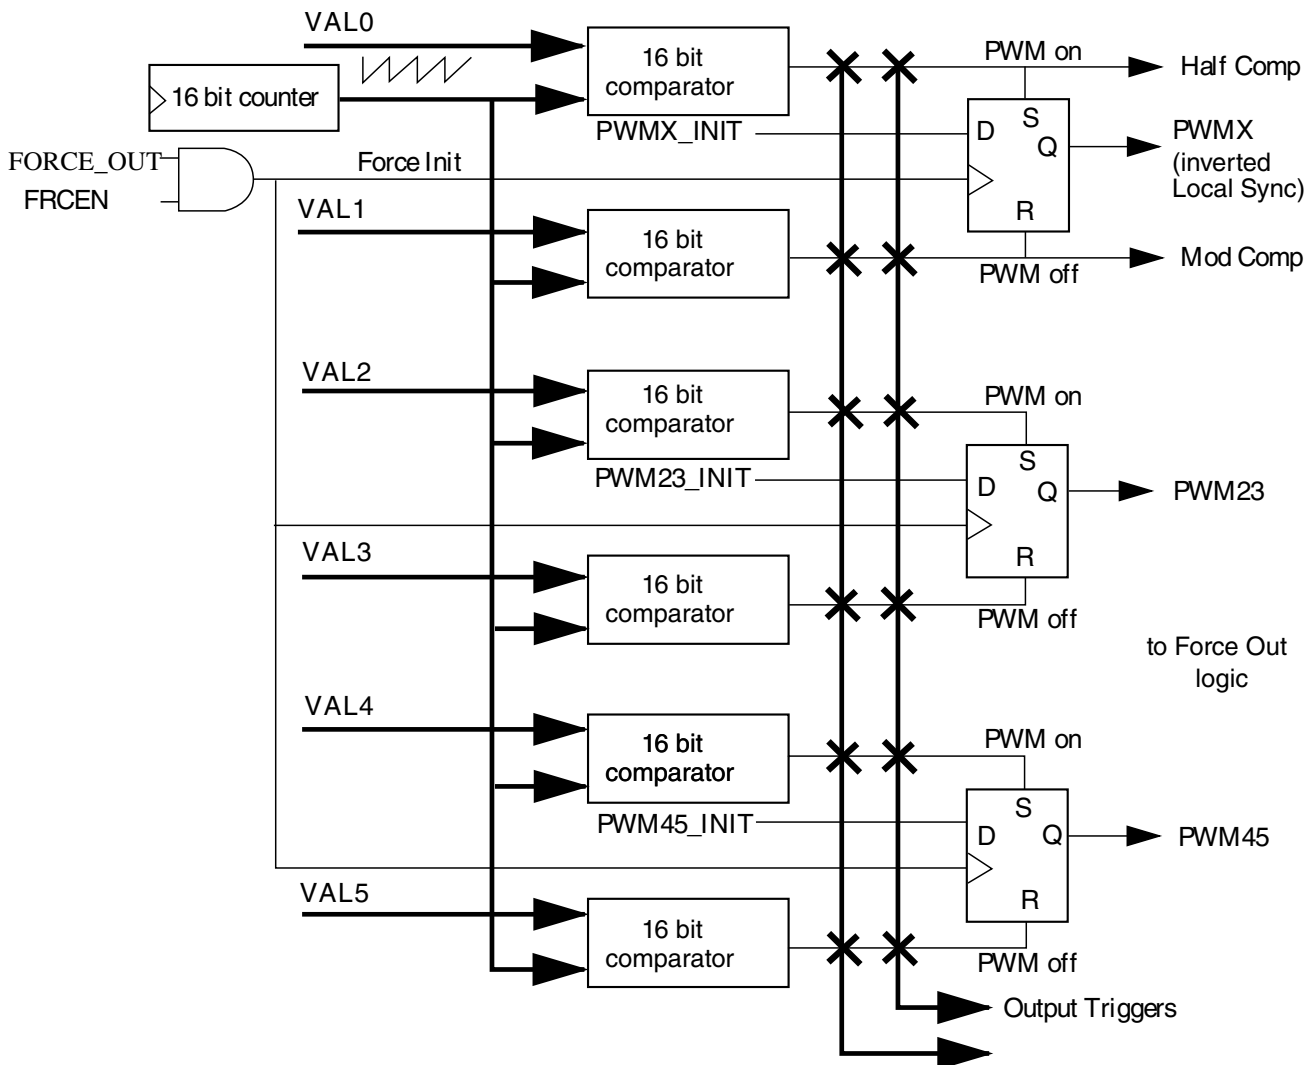 VAL0
16 bit
comparator
PWM on
Half Comp
16 bit counter
PWMX_INIT
D
S
Q
R
PWMX
(inverted
Local Sync)
FORCE_OUT
FRCEN
Force Init
VAL1
16 bit
comparator
PWM off
Mod Comp
VAL2
16 bit
comparator
PWM on
PWM23_INIT
D
S
Q
R
PWM23
VAL3
16 bit
comparator
PWM off
to Force Out
logic
VAL4
16 bit
comparator
PWM on
PWM45_INIT
D
S
Q
R
PWM45
VAL5
16 bit
comparator
PWM off
Output Triggers